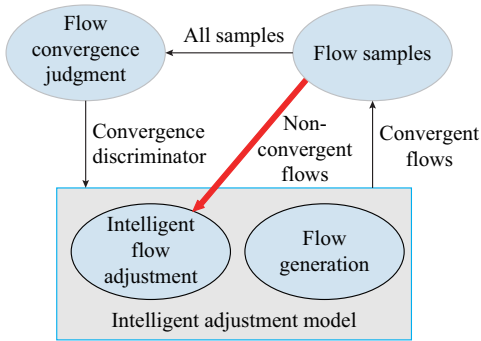 Flow
convergence
judgment
All samples
Flow samples
Convergence
discriminator
Non-
convergent
flows
Convergent
flows
Intelligent
flow
adjustment
Flow
generation
Intelligent adjustment model